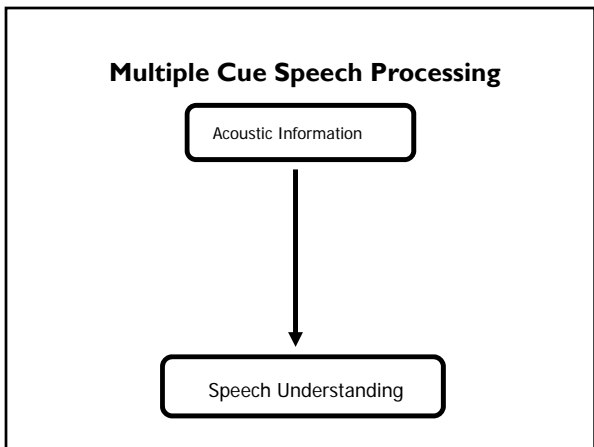 Multiple Cue Speech Processing
Acoustic Information
Speech Understanding